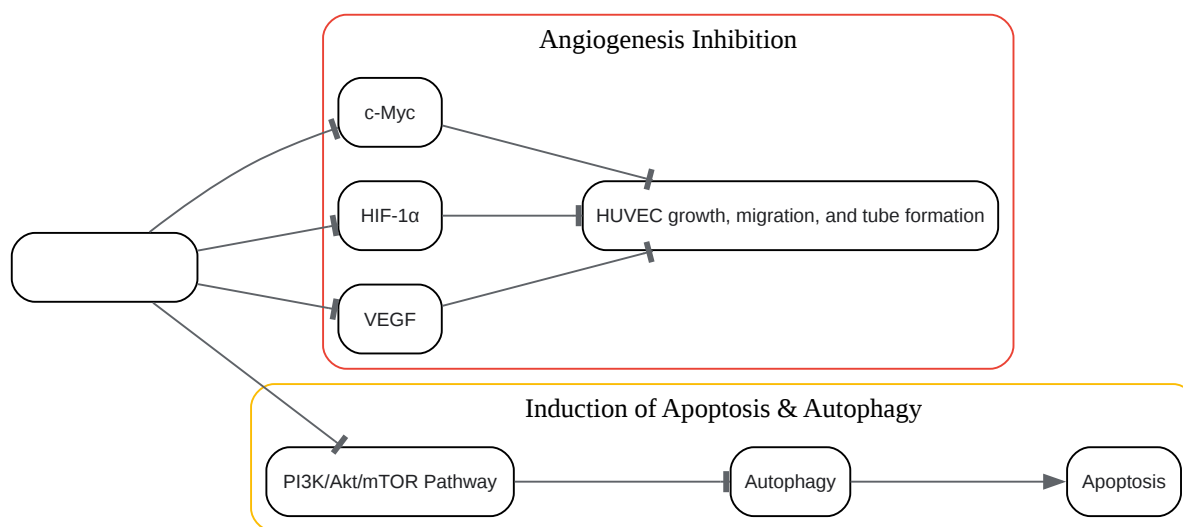 Angiogenesis Inhibition
c-Myc
HIF-1α
HUVEC growth, migration, and tube formation
VEGF
Induction of Apoptosis & Autophagy
PI3K/Akt/mTOR Pathway
Autophagy
Apoptosis